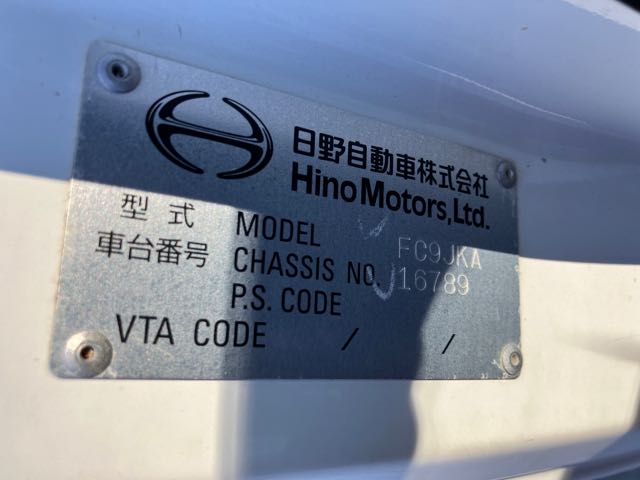 日野自動車株式会社
Hino Motors, Ltd.
型式 MODEL FC9JKA
車台番号 CHASSIS NO. 16789
P.S. CODE
VTA CODE / /